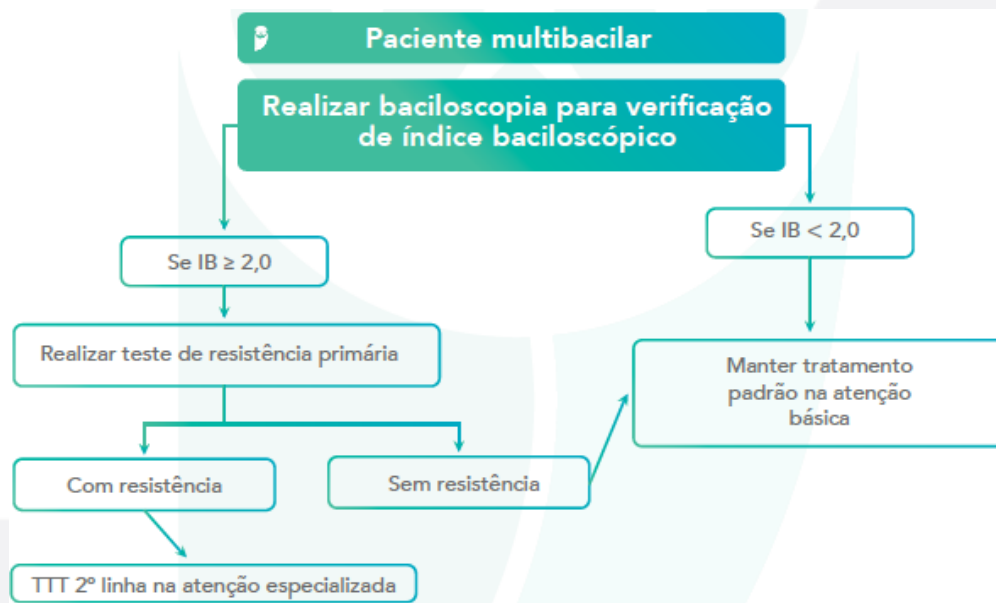 Paciente multibacilar
Realizar baciloscopia para verificação
de índice baciloscópico
Se IB ≥ 2,0
Se IB < 2,0
Realizar teste de resistência primária
Manter tratamento
padrão na atenção
básica
Com resistência
Sem resistência
TTT 2º linha na atenção especializada